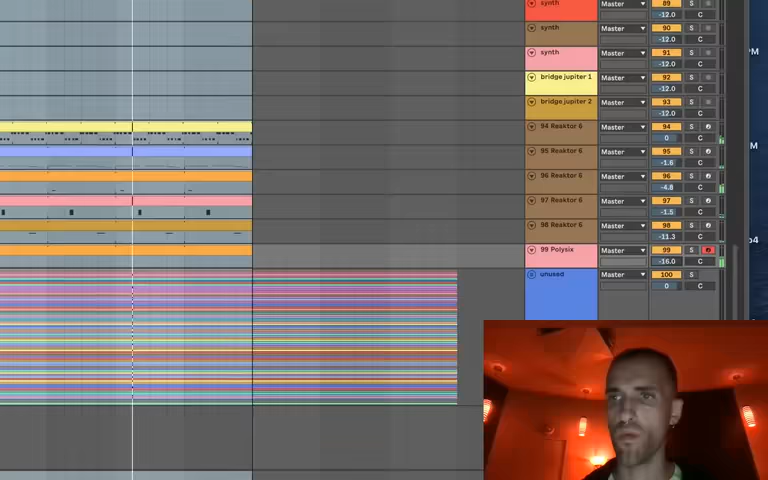 synth Master 89 S
-12.0 C
synth Master 90 S
-12.0 C
synth Master 91 S
-12.0 C
bridge jupiter 1 Master 92 S
-12.0 C
bridge jupiter 2 Master 93 S
-12.0 C
94 Reaktor 6 Master 94 S
0 C
95 Reaktor 6 Master 95 S
-1.6 C
96 Reaktor 6 Master 96 S
-4.8 C
97 Reaktor 6 Master 97 S
-1.5 C
98 Reaktor 6 Master 98 S
-11.3 C
99 Polysix Master 99 S
-16.0 C
unused Master 100 S
0 C